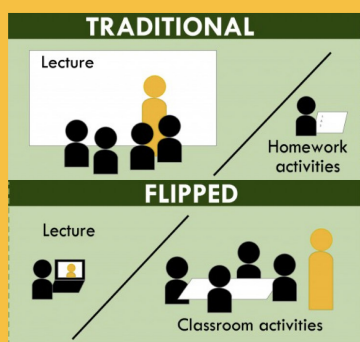 TRADITIONAL
Lecture
Homework
activities
FLIPPED
Lecture
Classroom activities